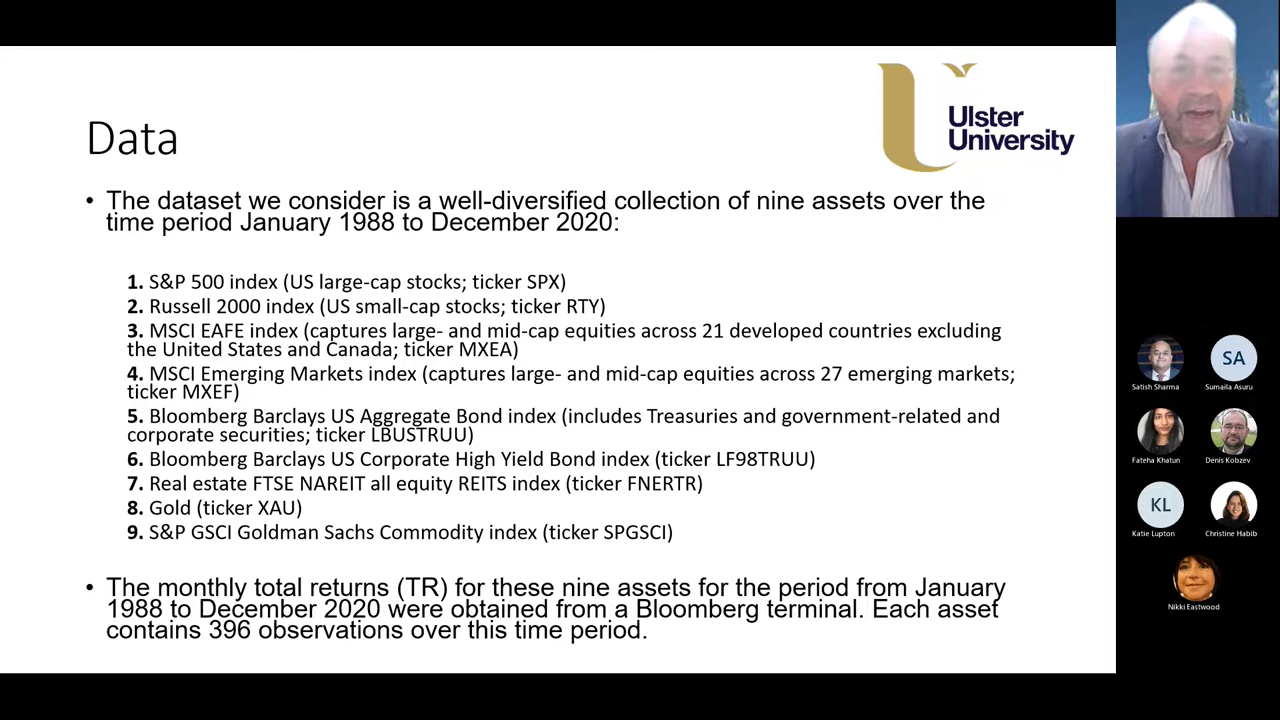 Ulster
University
Data
• The dataset we consider is a well-diversified collection of nine assets over the
time period January 1988 to December 2020:
1. S&P 500 index (US large-cap stocks; ticker SPX)
2. Russell 2000 index (US small-cap stocks; ticker RTY)
3. MSCI EAFE index (captures large- and mid-cap equities across 21 developed countries excluding
the United States and Canada; ticker MXEA)
4. MSCI Emerging Markets index (captures large- and mid-cap equities across 27 emerging markets;
ticker MXEF)
5. Bloomberg Barclays US Aggregate Bond index (includes Treasuries and government-related and
corporate securities; ticker LBUSTRUU)
6. Bloomberg Barclays US Corporate High Yield Bond index (ticker LF98TRUU)
7. Real estate FTSE NAREIT all equity REITS index (ticker FNERTR)
8. Gold (ticker XAU)
9. S&P GSCI Goldman Sachs Commodity index (ticker SPGSCI)
• The monthly total returns (TR) for these nine assets for the period from January
1988 to December 2020 were obtained from a Bloomberg terminal. Each asset
contains 396 observations over this time period.
SA
Satish Sharma
Sumaila Asuru
Fateha Khatun
Denis Kobzev
KL
Katie Lupton
Christine Habib
Nikki Eastwood